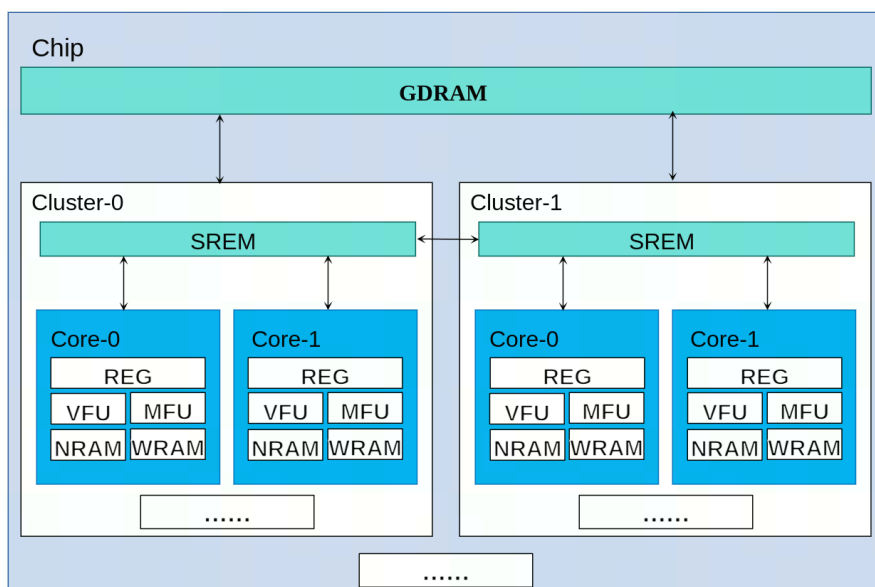 Chip
GDRAM
Cluster-0
SREM
Core-0
REG
VFU MFU
NRAM WRAM
Core-1
REG
VFU MFU
NRAM WRAM
......
Cluster-1
SREM
Core-0
REG
VFU MFU
NRAM WRAM
Core-1
REG
VFU MFU
NRAM WRAM
......
......